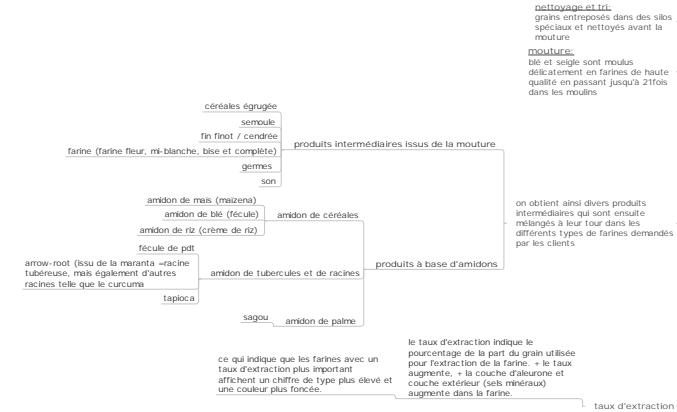 nettoyage et tri:
grains entreposés dans des silos
spéciaux et nettoyés avant la
mouture
mouture:
blé et seigle sont moulus
délicatement en farines de haute
qualité en passant jusqu'à 21fois
dans les moulins
céréales égrugée
semoule
fin finot / cendrée
farine (farine fleur, mi-blanche, bise et complète)
germes
son
produits intermédiaires issus de la mouture
amidon de maïs (maizena)
amidon de blé (fécule)
amidon de riz (crème de riz)
amidon de céréales
on obtient ainsi divers produits
intermédiaires qui sont ensuite
mélangés à leur tour dans les
différents types de farines demandés
par les clients
fécule de pdt
arrow-root (issu de la maranta =racine
tubéreuse, mais également d'autres
racines telle que le curcuma
tapioca
amidon de tubercules et de racines
produits à base d'amidons
sagou
amidon de palme
ce qui indique que les farines avec un
taux d'extraction plus important
affichent un chiffre de type plus élevé et
une couleur plus foncée.
le taux d'extraction indique le
pourcentage de la part du grain utilisée
pour l'extraction de la farine. + le taux
augmente, + la couche d'aleurone et
couche extérieur (sels minéraux)
augmente dans la farine.
taux d'extraction